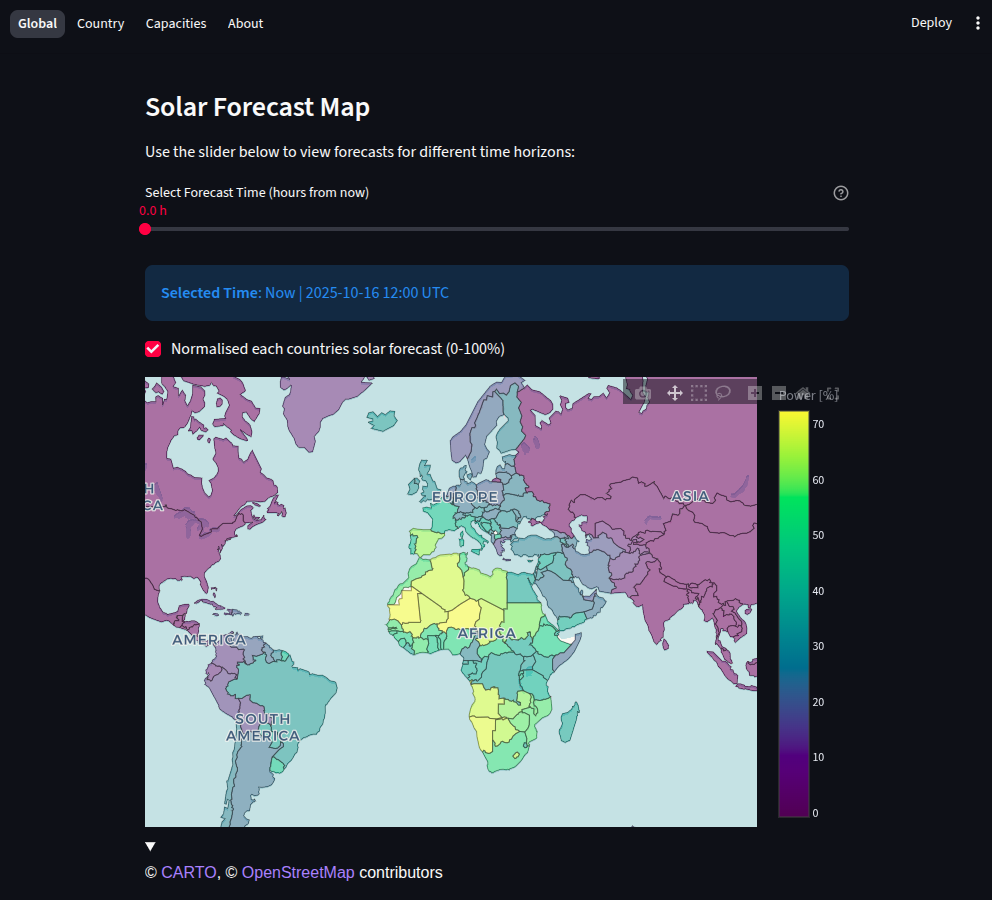 Global Country Capacities About Deploy
Solar Forecast Map
Use the slider below to view forecasts for different time horizons:
Select Forecast Time (hours from now)
0.0 h
Selected Time: Now | 2025-10-16 12:00 UTC
Normalised each countries solar forecast (0-100%)
Power [%]
70
60
50
40
30
20
10
0
H
CA
EUROPE
ASIA
AFRICA
AMERICA
SOUTH
AMERICA
© CARTO, © OpenStreetMap contributors